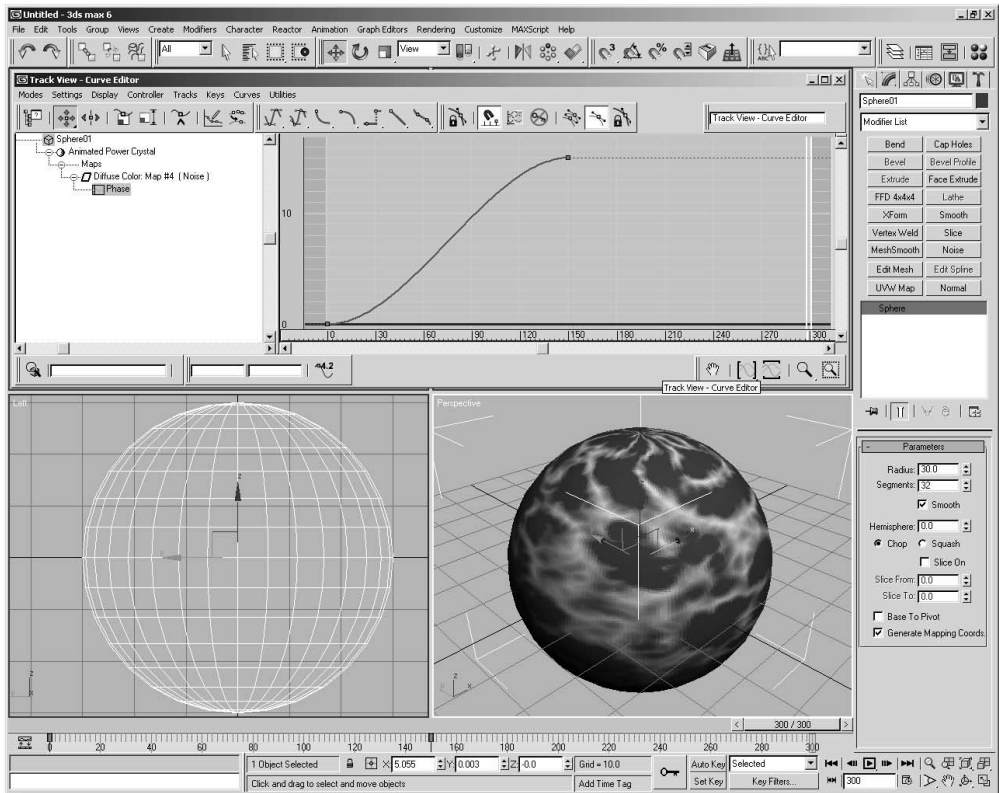 Untitled - 3ds max 6
File Edit Tools Group Views Create Modifiers Character Reactor Animation Graph Editors Rendering Customize MAXScript Help
All
View
ABC
Track View - Curve Editor
Modes Settings Display Controller Tracks Keys Curves Utilities
Track View - Curve Editor
Sphere01
Animated Power Crystal
Maps
Diffuse Color: Map #4 ( Noise )
Phase
10
0
0 30 60 90 120 150 180 210 240 270 300
4.2
Track View - Curve Editor
Left
z
Perspective
x
z
x
z
y
x
Sphere01
Modifier List
Bend Cap Holes
Bevel Bevel Profile
Extrude Face Extrude
FFD 4x4x4 Lathe
XForm Smooth
Vertex Weld Slice
MeshSmooth Noise
Edit Mesh Edit Spline
UVW Map Normal
Sphere
- Parameters
Radius: 30.0
Segments: 32
Smooth
Hemisphere: 0.0
Chop Squash
Slice On
Slice From: 0.0
Slice To: 0.0
Base To Pivot
Generate Mapping Coords.
< 300 / 300 >
0 20 40 60 80 100 120 140 160 180 200 220 240 260 280 300
1 Object Selected X: 5.055 Y: 0.003 Z: -0.0 Grid = 10.0 Auto Key Selected
Click and drag to select and move objects Add Time Tag Set Key Key Filters... 300